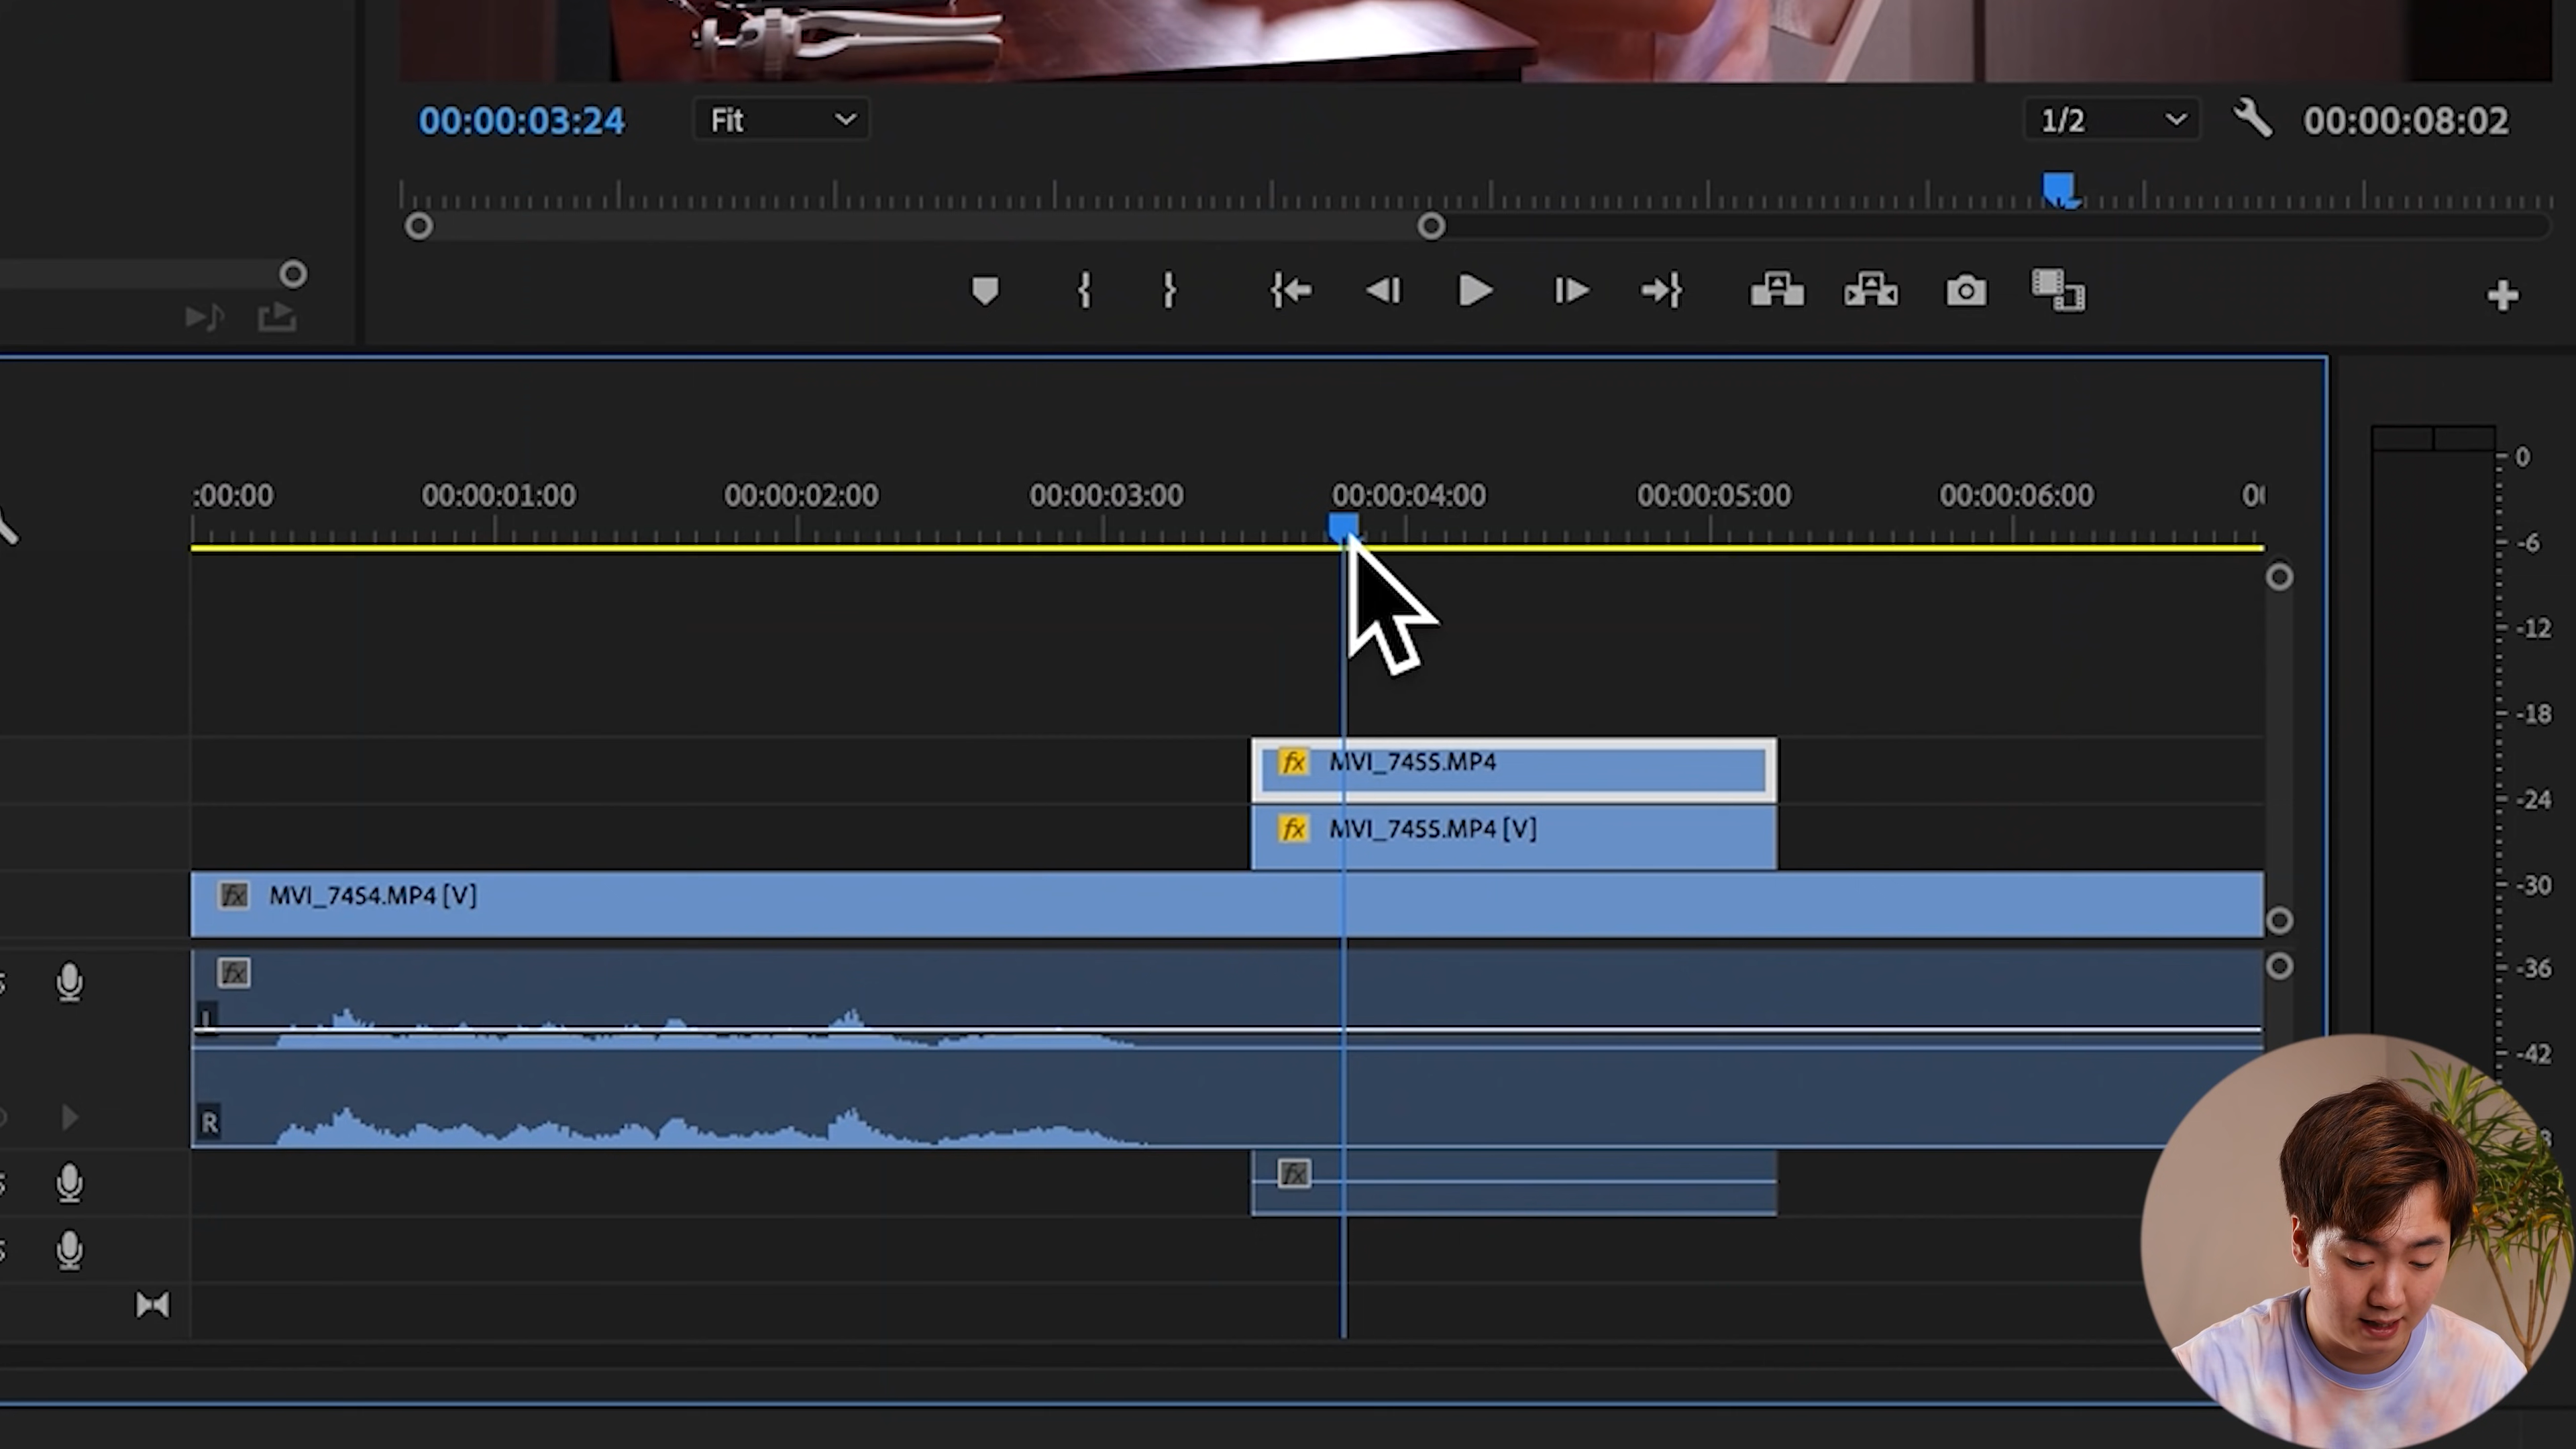 00:00:03:24 Fit 1/2 00:00:08:02
:00:00 00:00:01:00 00:00:02:00 00:00:03:00 00:00:04:00 00:00:05:00 00:00:06:00
0
-6
-12
-18
fx MVI_7455.MP4
-24
fx MVI_7455.MP4 [V]
-30
fx MVI_7454.MP4 [V]
-36
fx
L
-42
R
fx